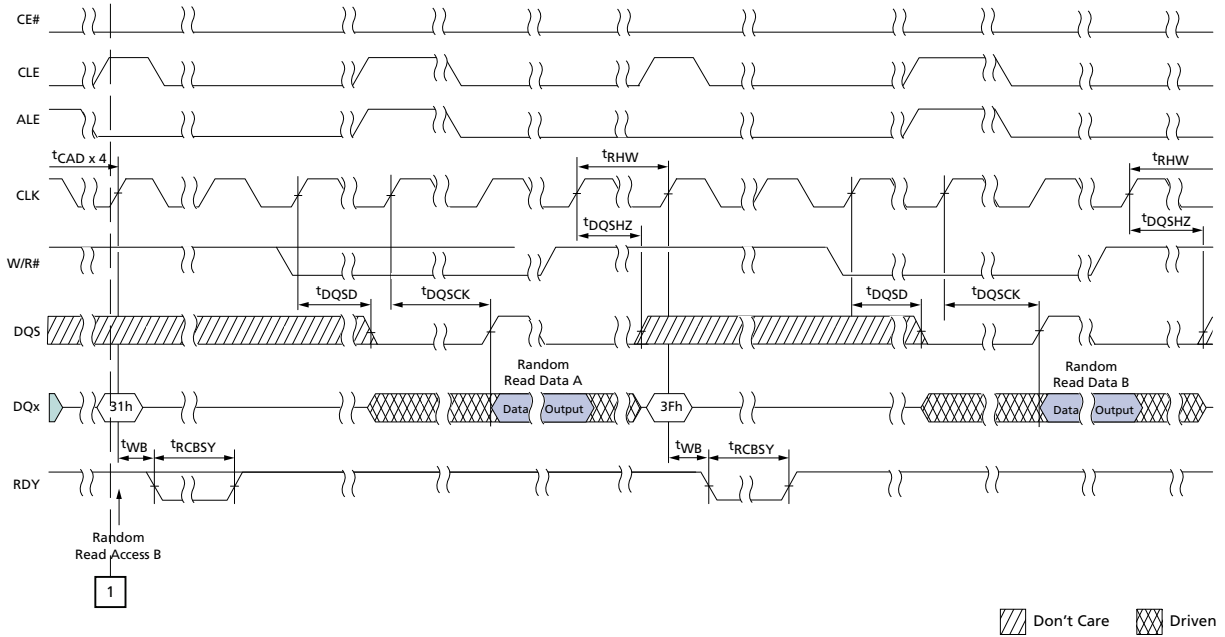 CE#
CLE
ALE
tCAD x 4
tRHW
tRHW
CLK
tDQSHZ
tDQSHZ
W/R#
tDQSD
tDQSCK
tDQSD
tDQSCK
DQS
Random
Read Data A
Random
Read Data B
DQx
31h
Data
Output
3Fh
Data
Output
tWB
tRCBSY
tWB
tRCBSY
RDY
Random
Read Access B
1
Don't Care
Driven